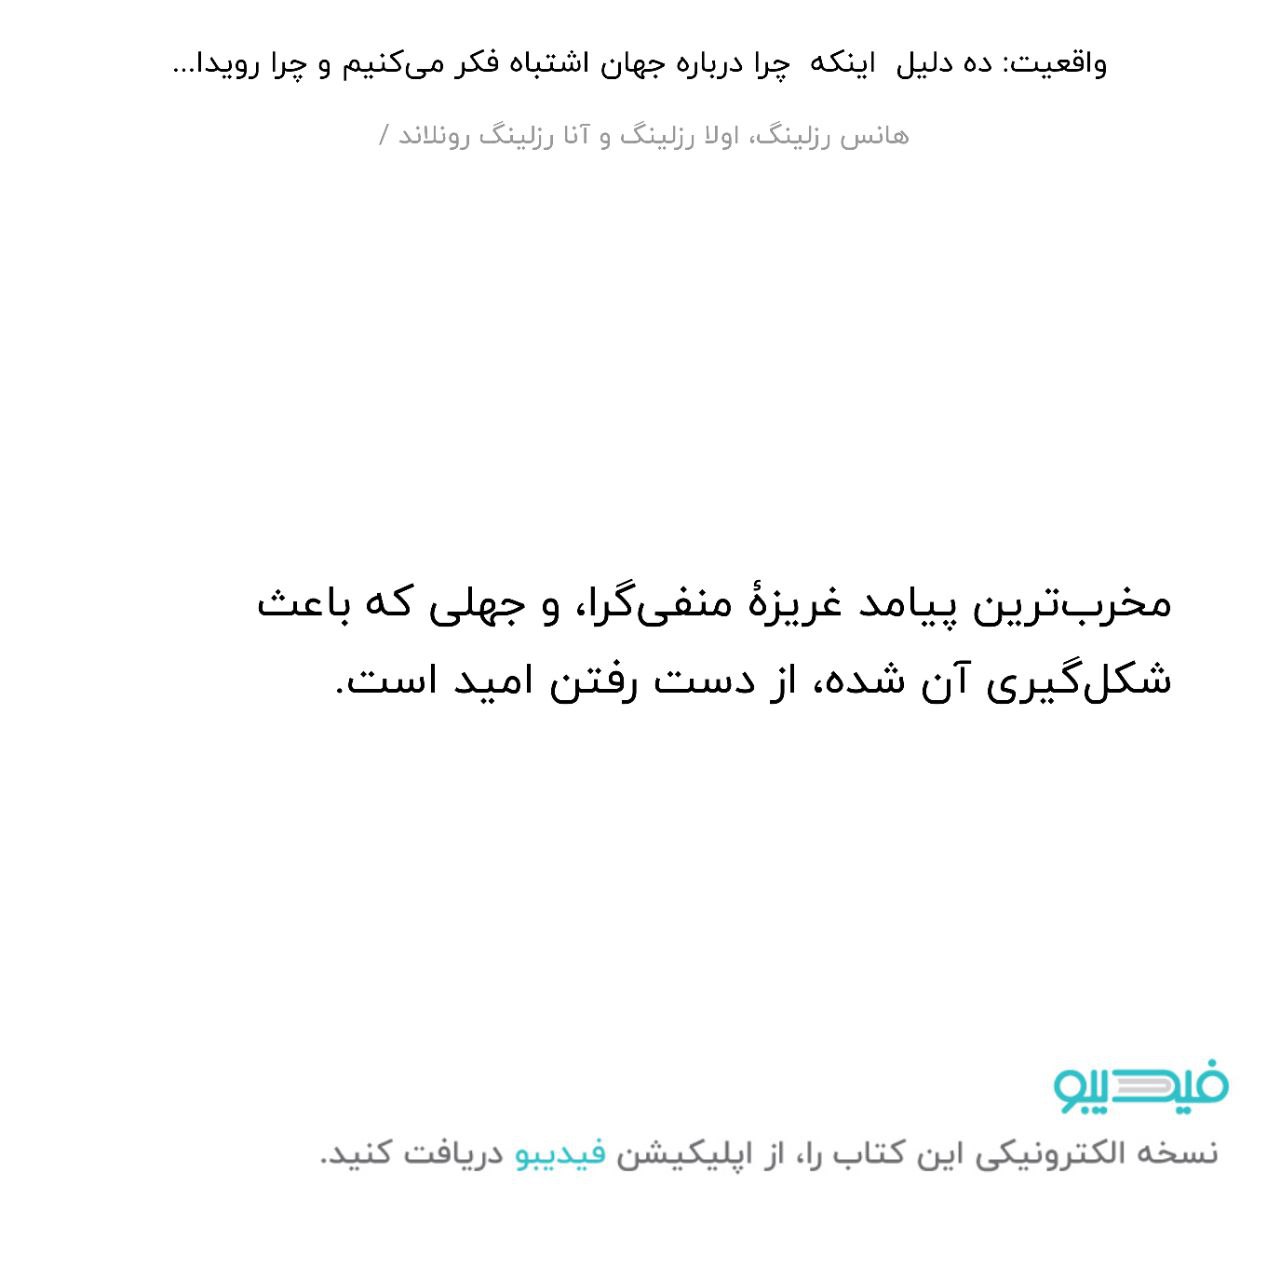 واقعیت: ده دلیل اینکه چرا درباره جهان اشتباه فکر می‌کنیم و چرا رویدا...
هانس رزلینگ، اولا رزلینگ و آنا رزلینگ رونلاند /
مخرب‌ترین پیامد غریزهٔ منفی‌گرا، و جهلی که باعث
شکل‌گیری آن شده، از دست رفتن امید است.
فیدیبو
نسخه الکترونیکی این کتاب را، از اپلیکیشن فیدیبو دریافت کنید.